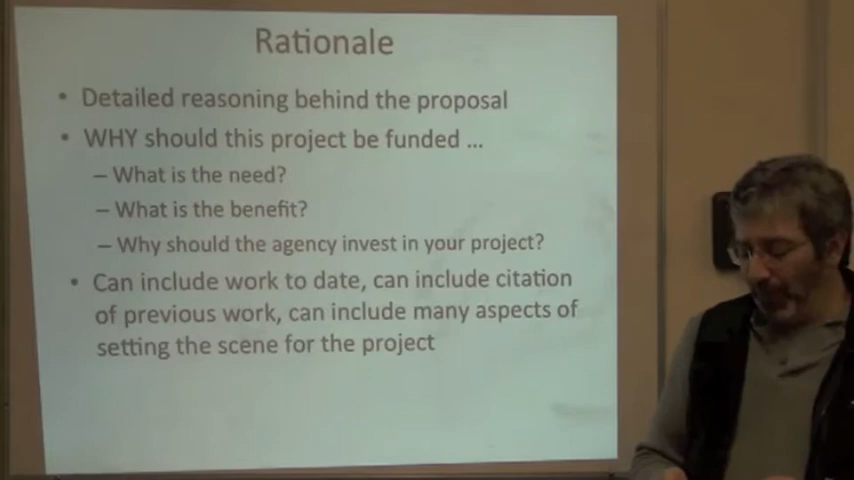 Rationale
• Detailed reasoning behind the proposal
• WHY should this project be funded ...
– What is the need?
– What is the benefit?
– Why should the agency invest in your project?
• Can include work to date, can include citation
of previous work, can include many aspects of
setting the scene for the project